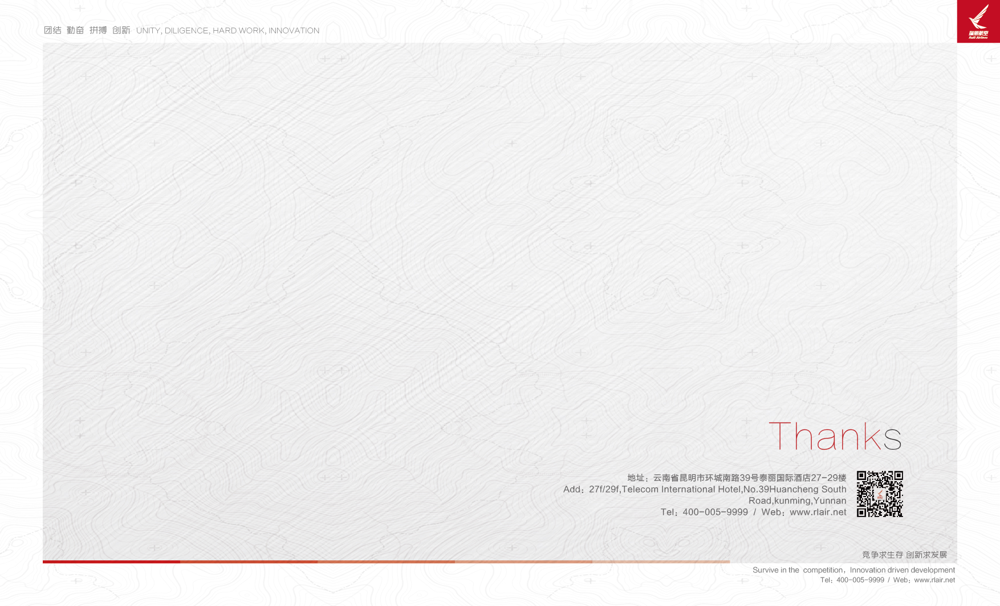 团结 勤奋 拼搏 创新 UNITY, DILIGENCE, HARD WORK, INNOVATION
瑞丽航空
Ruili Airlines
Thanks
地址：云南省昆明市环城南路39号泰丽国际酒店27-29楼
Add：27f/29f,Telecom International Hotel,No.39Huancheng South
Road,kunming,Yunnan
Tel：400-005-9999 / Web：www.rlair.net
竞争求生存 创新求发展
Survive in the competition，Innovation driven development
Tel：400-005-9999 / Web：www.rlair.net